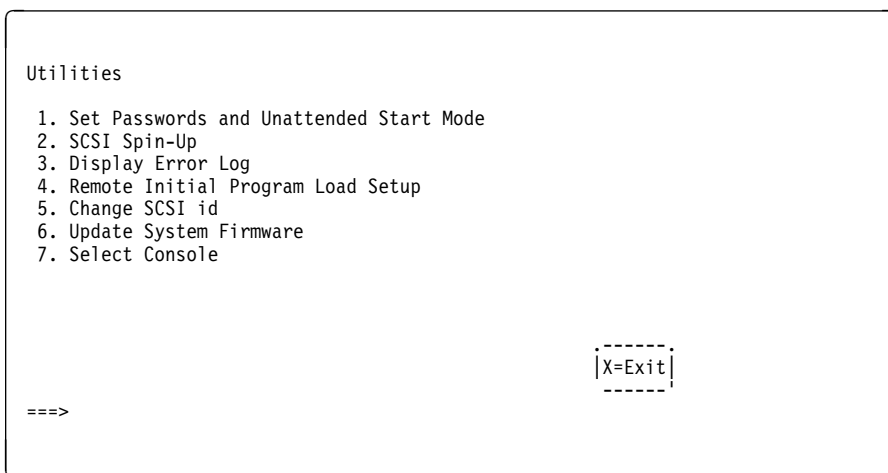 Utilities
1. Set Passwords and Unattended Start Mode
2. SCSI Spin-Up
3. Display Error Log
4. Remote Initial Program Load Setup
5. Change SCSI id
6. Update System Firmware
7. Select Console
.------.
|X=Exit|
------'
===>